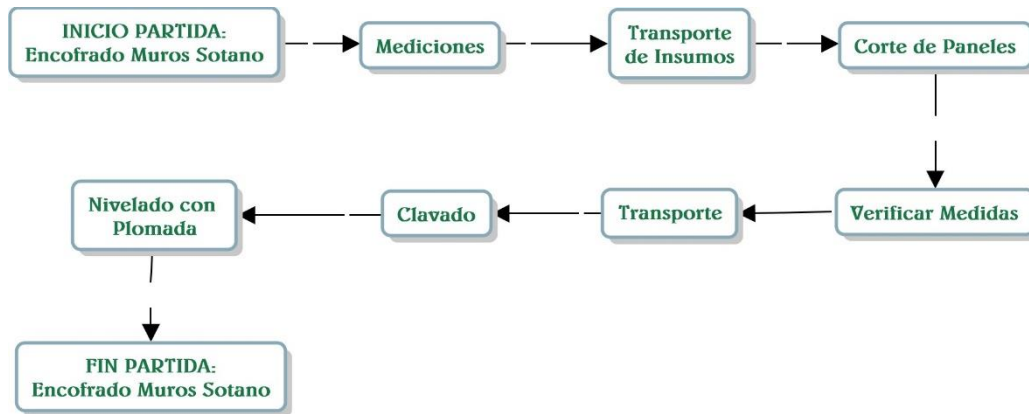 INICIO PARTIDA:
Encofrado Muros Sotano
Mediciones
Transporte
de Insumos
Corte de Paneles
Verificar Medidas
Transporte
Clavado
Nivelado con
Plomada
FIN PARTIDA:
Encofrado Muros Sotano